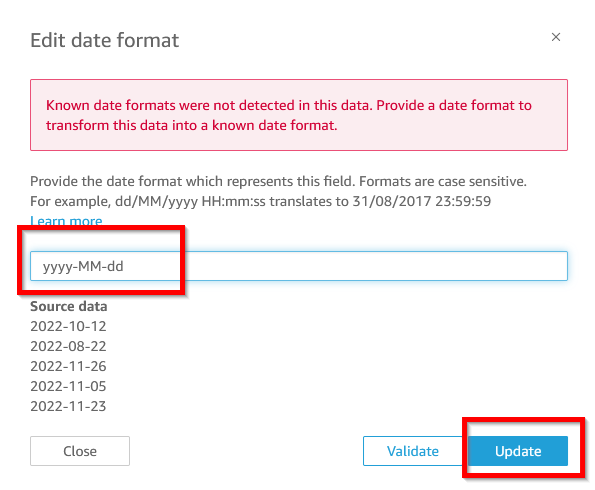 Edit date format
×
Known date formats were not detected in this data. Provide a date format to
transform this data into a known date format.
Provide the date format which represents this field. Formats are case sensitive.
For example, dd/MM/yyyy HH:mm:ss translates to 31/08/2017 23:59:59
Learn more
yyyy-MM-dd
Source data
2022-10-12
2022-08-22
2022-11-26
2022-11-05
2022-11-23
Close Validate Update